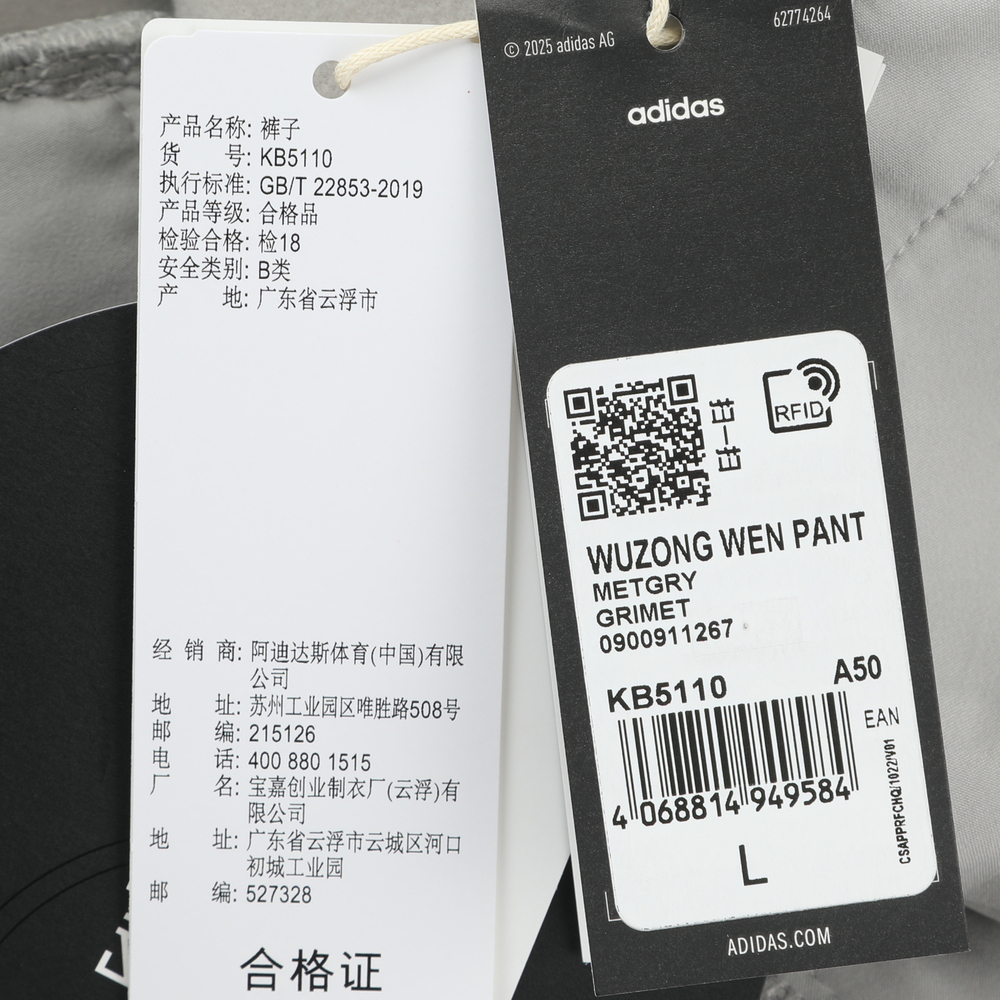 产品名称: 裤子
货 号: KB5110
执行标准: GB/T 22853-2019
产品等级: 合格品
检验合格: 检18
安全类别: B类
产 地: 广东省云浮市
经 销 商: 阿迪达斯体育(中国)有限
公司
地 址: 苏州工业园区唯胜路508号
邮 编: 215126
电 话: 400 880 1515
厂 名: 宝嘉创业制衣厂(云浮)有
限公司
地 址: 广东省云浮市云城区河口
初城工业园
邮 编: 527328
合格证
62774264
© 2025 adidas AG
adidas
RFID
WUZONG WEN PANT
METGRY
GRIMET
0900911267
KB5110 A50
EAN
4 068814 949584
CSAPPRFCHQ/1022/V01
L
ADIDAS.COM